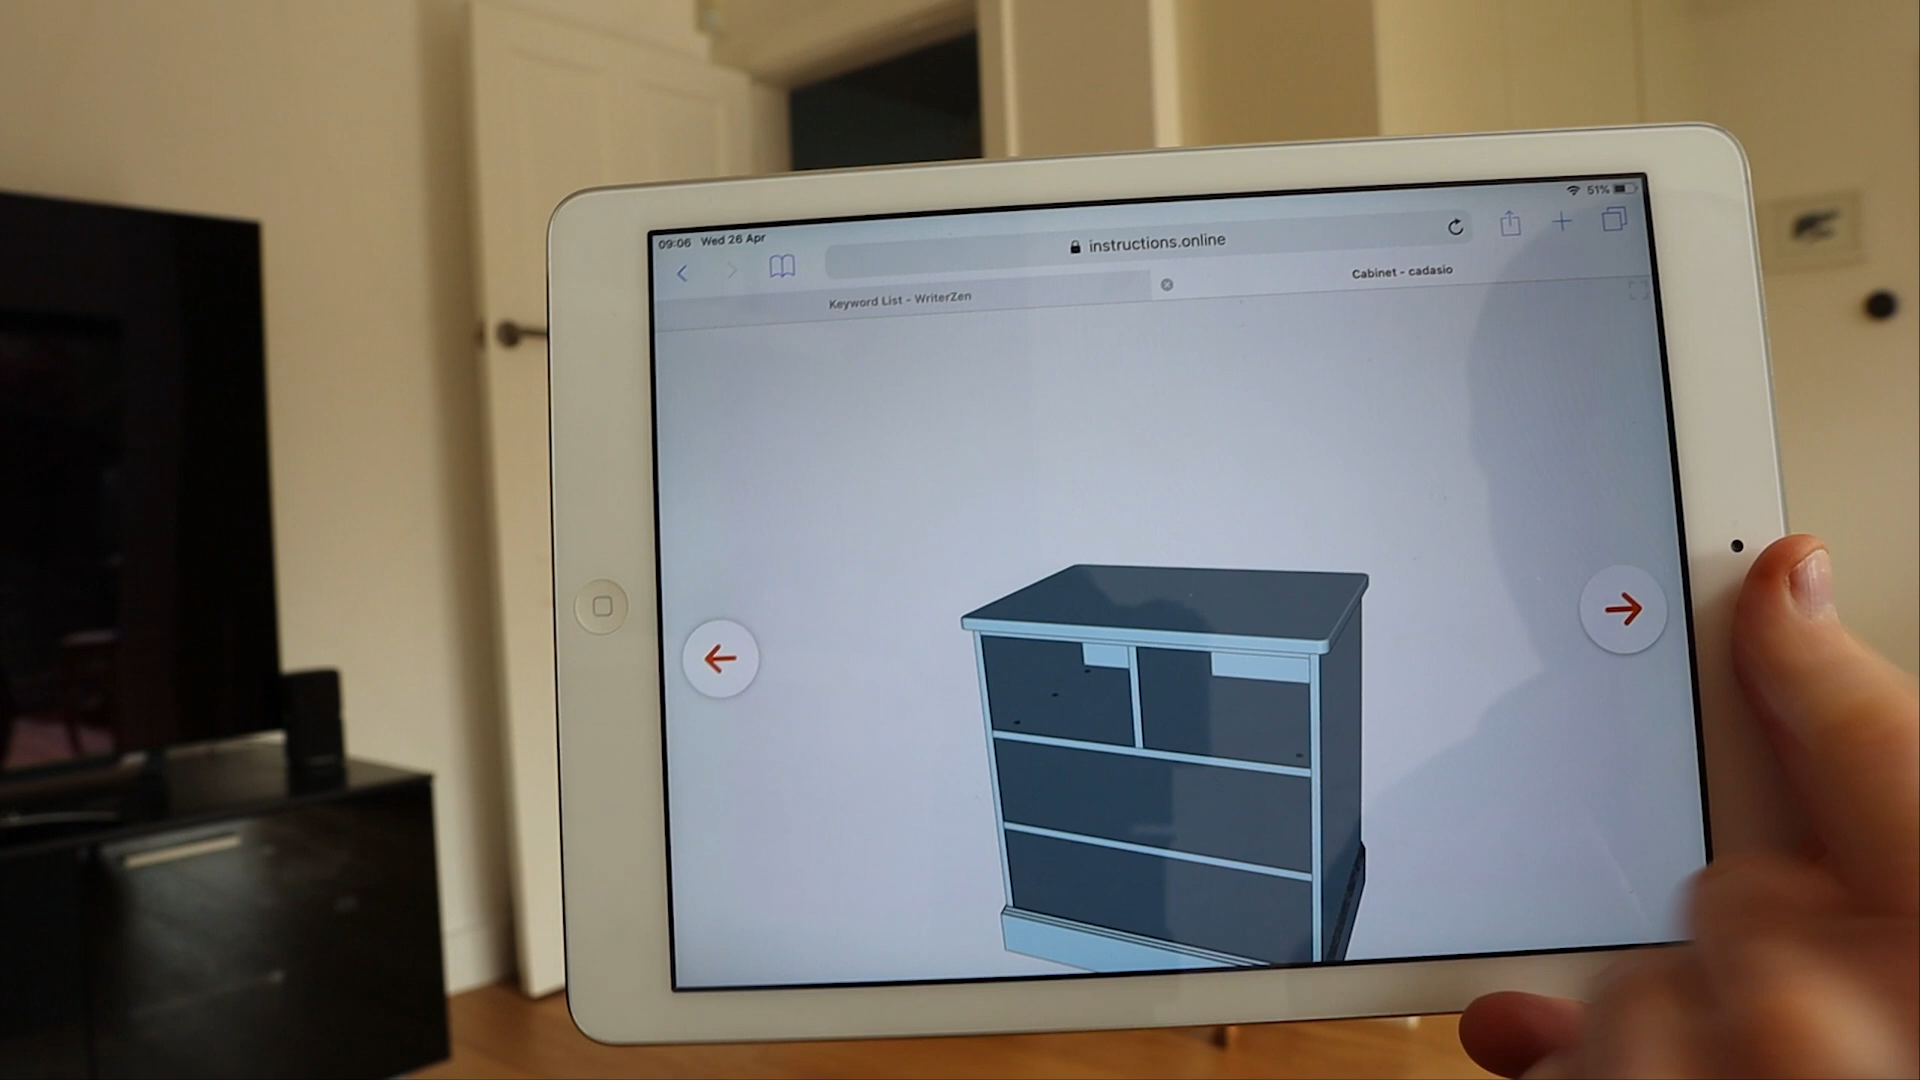 09:06 Wed 26 Apr
51%
instructions.online
Keyword List - WriterZen
Cabinet - cadasio